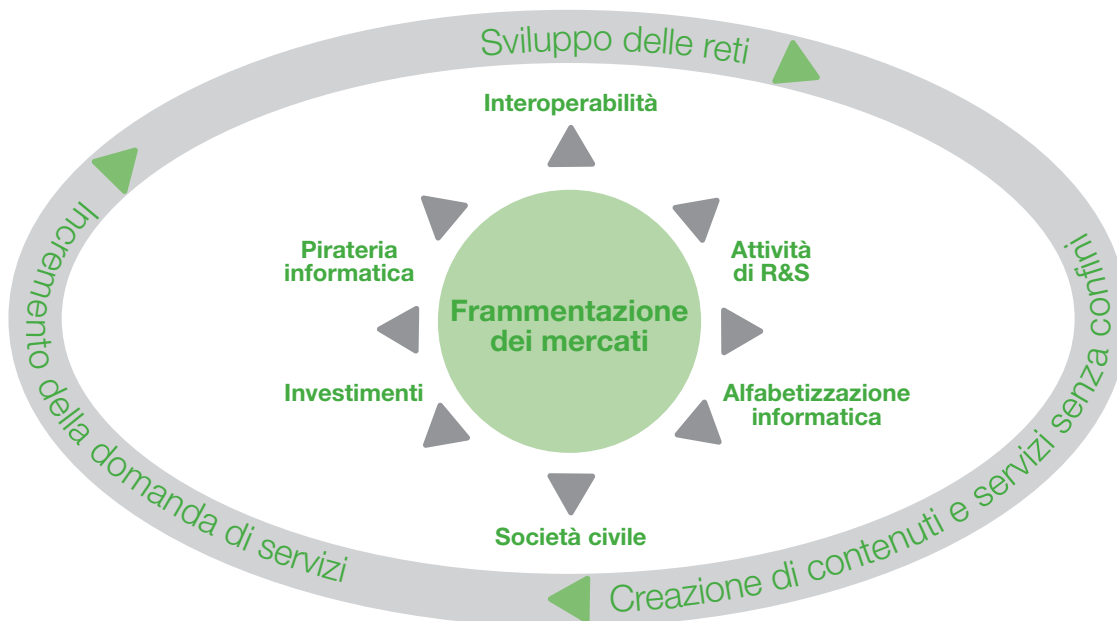 Sviluppo delle reti
Interoperabilità
Pirateria
informatica
Attività
di R&S
Frammentazione
dei mercati
Investimenti
Alfabetizzazione
informatica
Società civile
Creazione di contenuti e servizi senza confini
Incremento della domanda di servizi